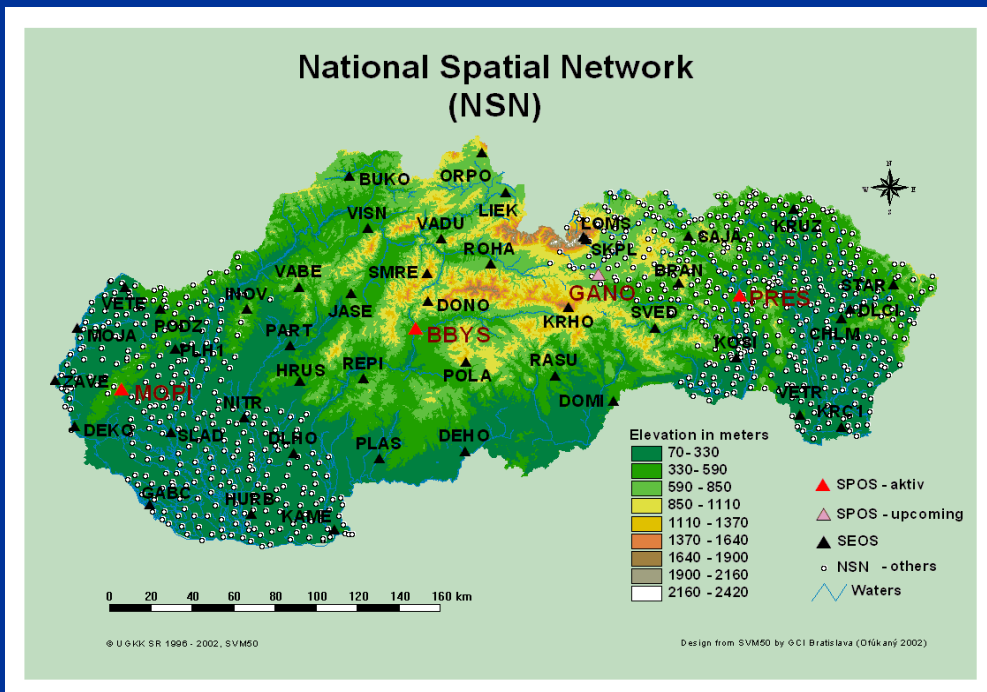 National Spatial Network
(NSN)
BUKO
ORPO
VISN
VADU
LIEK
ROHA
LOMS
SKPL
SAJA
KRUZ
VABE
SMRE
BRAN
GANO
PRES
STAR
VETE
INOV
PODZ
JASE
DONO
KRHO
SVED
DLCI
MOJA
PART
BBYS
CHLM
PLH1
KOSI
HRUS
REPI
POLA
RASU
ZAVE
MOPI
DOMI
VETR
NITR
KRC1
DEKO
SLAD
DLHO
PLAS
DEHO
GABC
HURB
KAME
N
W
E
S
Elevation in meters
70 - 330
330 - 590
590 - 850
850 - 1110
1110 - 1370
1370 - 1640
1640 - 1900
1900 - 2160
2160 - 2420
SPOS - aktiv
SPOS - upcoming
SEOS
NSN - others
Waters
0 20 40 60 80 100 120 140 160 km
© UGKK SR 1996 - 2002, SVM50
Design from SVM50 by GCI Bratislava (Ofúkaný 2002)